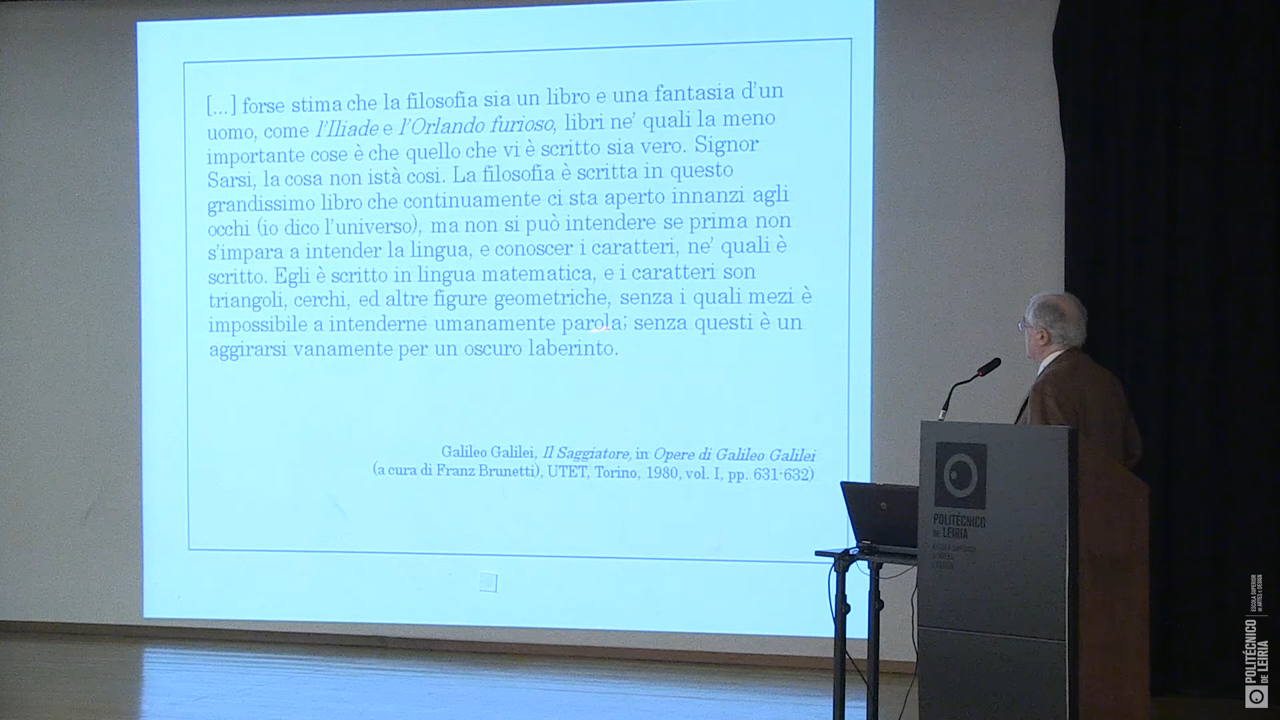 [...] forse stima che la filosofia sia un libro e una fantasia d'un
uomo, come l'Iliade e l'Orlando furioso, libri ne' quali la meno
importante cose è che quello che vi è scritto sia vero. Signor
Sarsi, la cosa non istà cosi. La filosofia è scritta in questo
grandissimo libro che continuamente ci sta aperto innanzi agli
occhi (io dico l'universo), ma non si può intendere se prima non
s'impara a intender la lingua, e conoscer i caratteri, ne' quali è
scritto. Egli è scritto in lingua matematica, e i caratteri son
triangoli, cerchi, ed altre figure geometriche, senza i quali mezi è
impossibile a intenderne umanamente parola; senza questi è un
aggirarsi vanamente per un oscuro laberinto.
Galileo Galilei, Il Saggiatore, in Opere di Galileo Galilei
(a cura di Franz Brunetti), UTET, Torino, 1980, vol. I, pp. 631-632)
POLITÉCNICO
DE LEIRIA
POLITÉCNICO
DE LEIRIA
ESCOLA SUPERIOR
DE ARTES E DESIGN